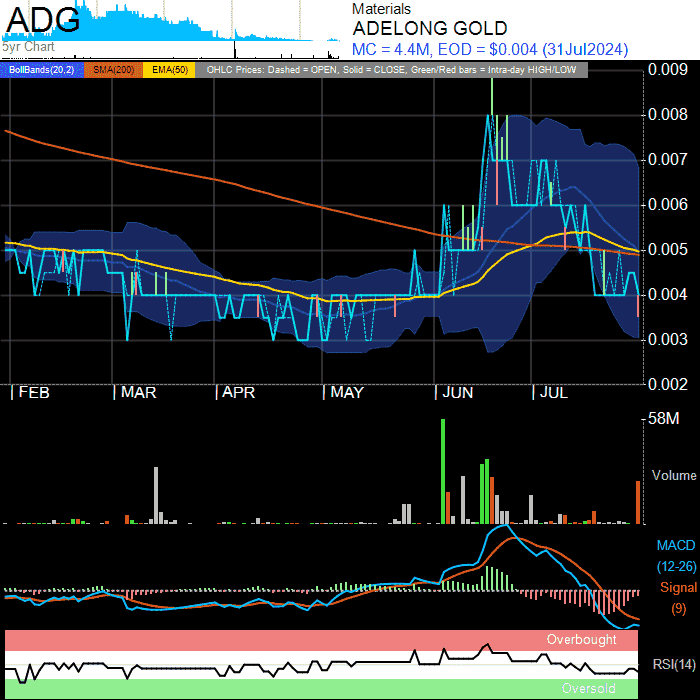 ADG
5yr Chart
Materials
ADELONG GOLD
MC = 4.4M, EOD = $0.004 (31Jul2024)
BollBands(20,2) SMA(200) EMA(50) OHLC Prices: Dashed = OPEN, Solid = CLOSE, Green/Red bars = Intra-day HIGH/LOW
0.009
0.008
0.007
0.006
0.005
0.004
0.003
0.002
FEB MAR APR MAY JUN JUL
58M
Volume
MACD
(12-26)
Signal
(9)
Overbought
RSI(14)
Oversold